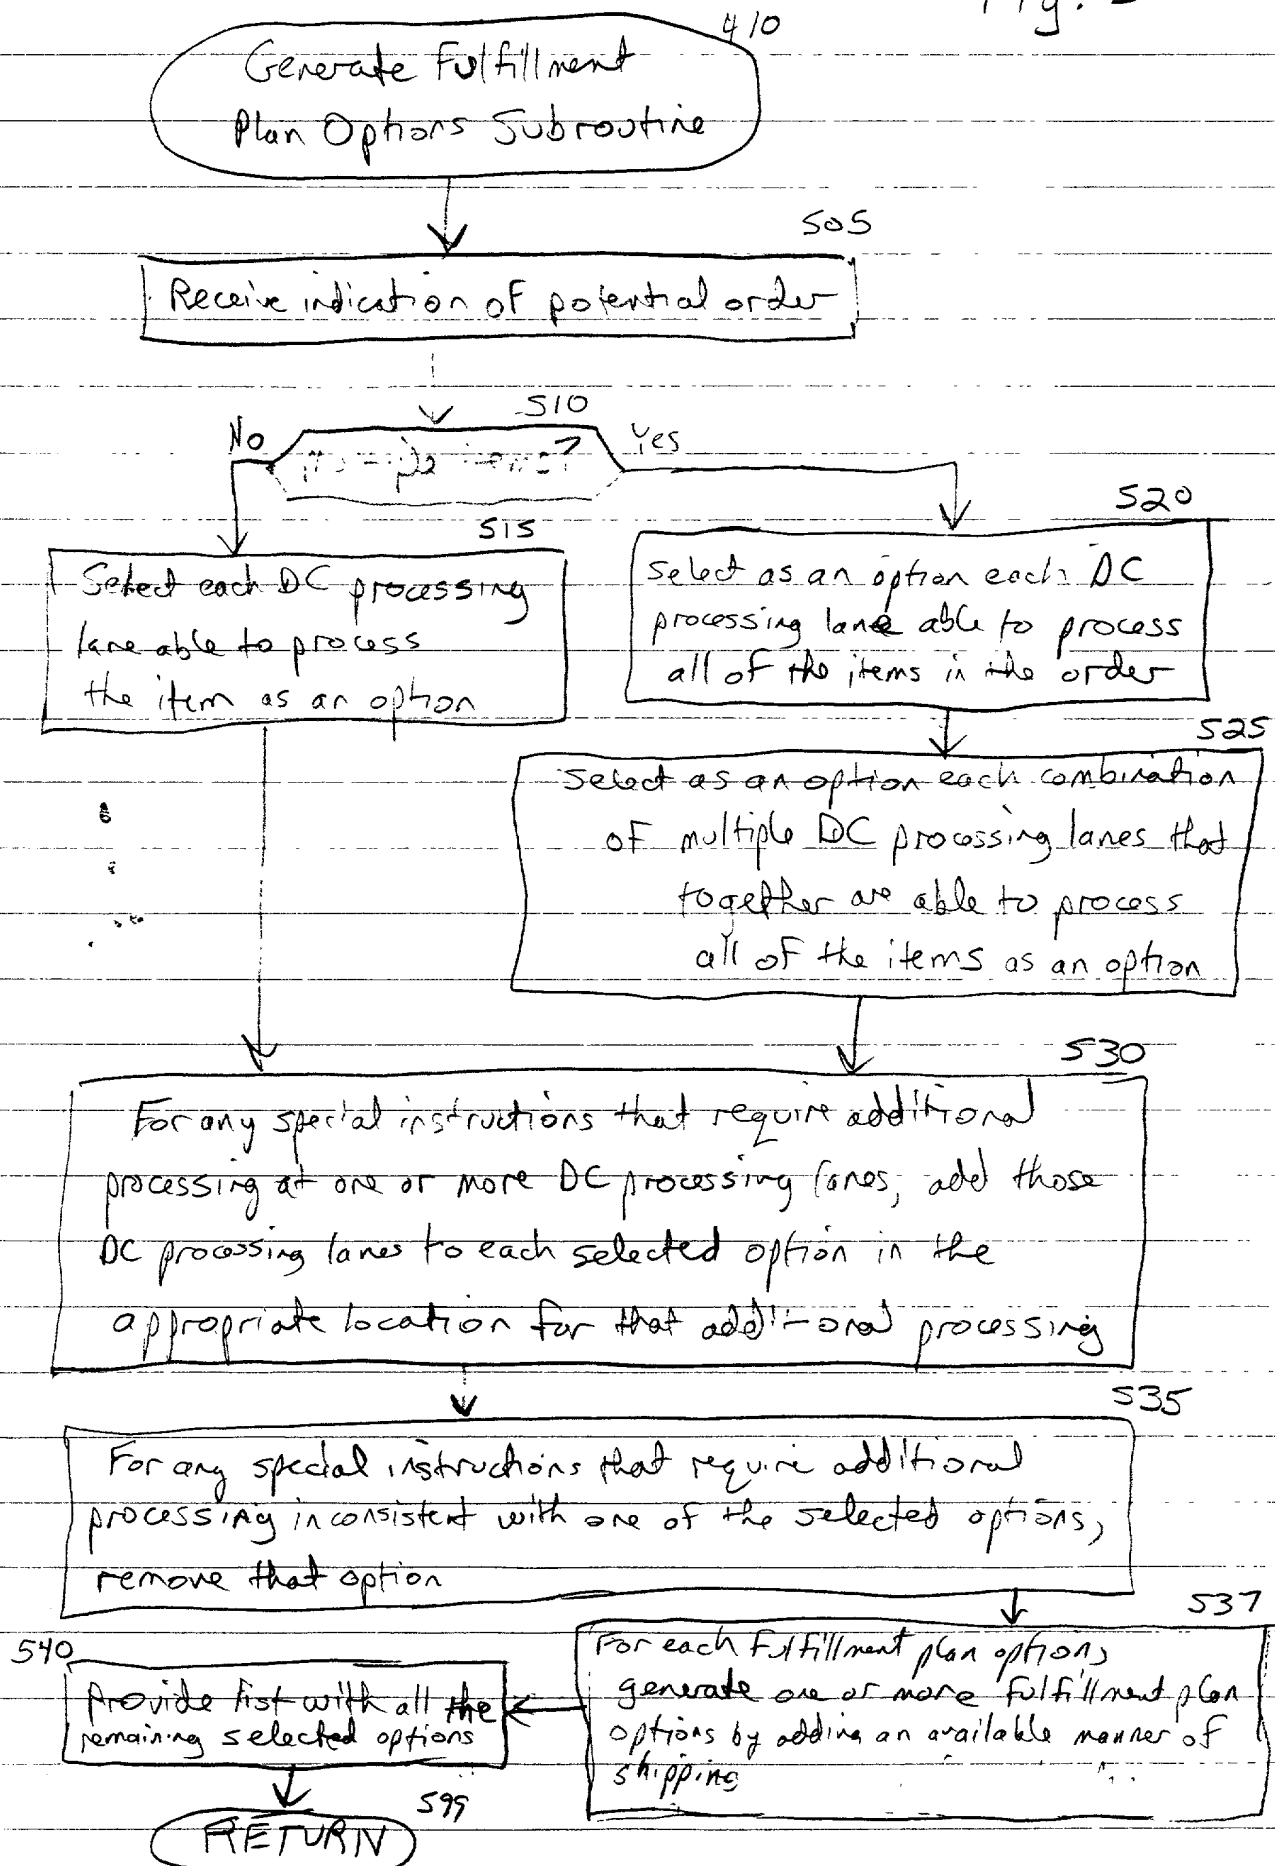 Fig.
410
Generate Fulfillment
Plan Options Subroutine
505
Receive indication of potential order
510
No
items?
Yes
515
Select each DC processing
lane able to process
the item as an option
520
Select as an option each DC
processing lane able to process
all of the items in the order
525
Select as an option each combination
of multiple DC processing lanes that
together are able to process
all of the items as an option
530
For any special instructions that require additional
processing at one or more DC processing lanes, add those
DC processing lanes to each selected option in the
appropriate location for that additional processing
535
For any special instructions that require additional
processing inconsistent with one of the selected options,
remove that option
537
For each fulfillment plan options,
generate one or more fulfillment plan
options by adding an available manner of
shipping
540
Provide list with all the
remaining selected options
599
RETURN